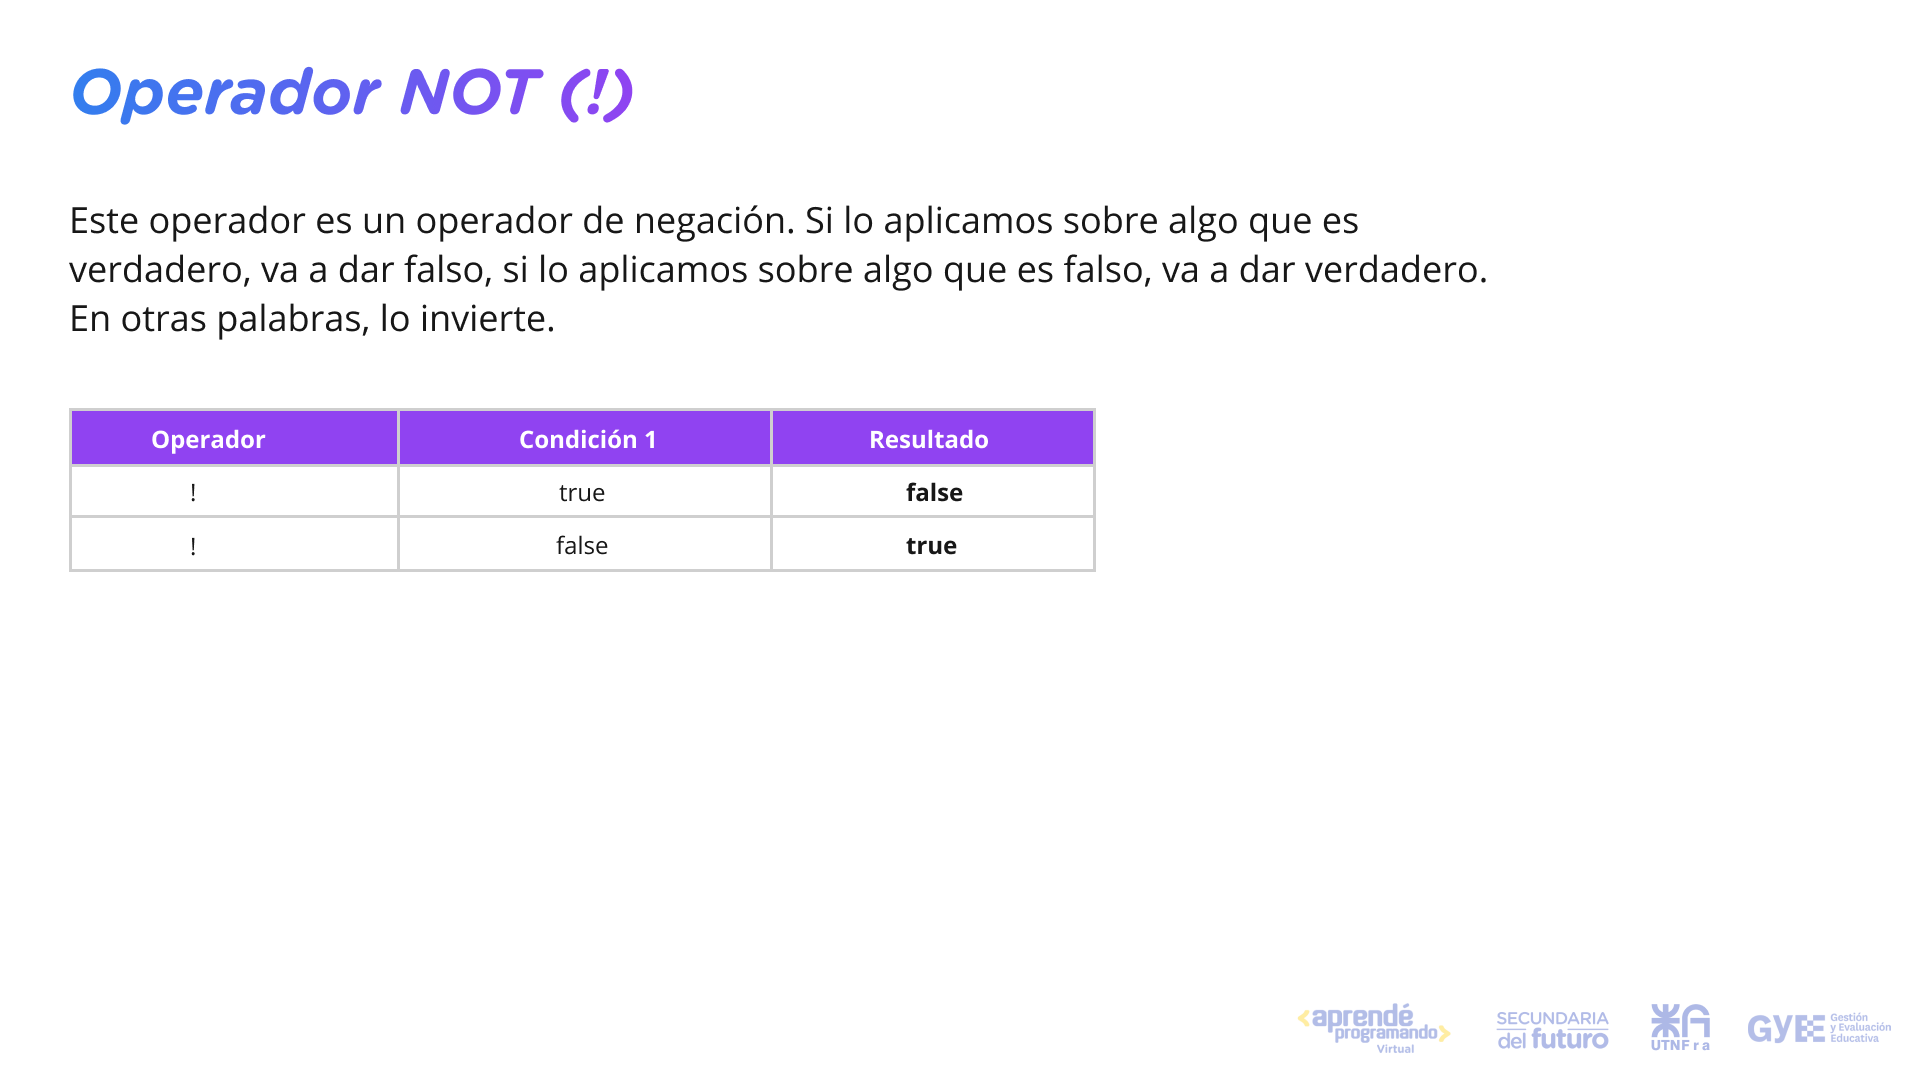 Operador NOT (!)
Este operador es un operador de negación. Si lo aplicamos sobre algo que es
verdadero, va a dar falso, si lo aplicamos sobre algo que es falso, va a dar verdadero.
En otras palabras, lo invierte.
Operador Condición 1 Resultado
! true false
! false true
<aprendé
programando>
Virtual
SECUNDARIA
del futuro
UTNFra
GYEE
Gestión
y Evaluación
Educativa